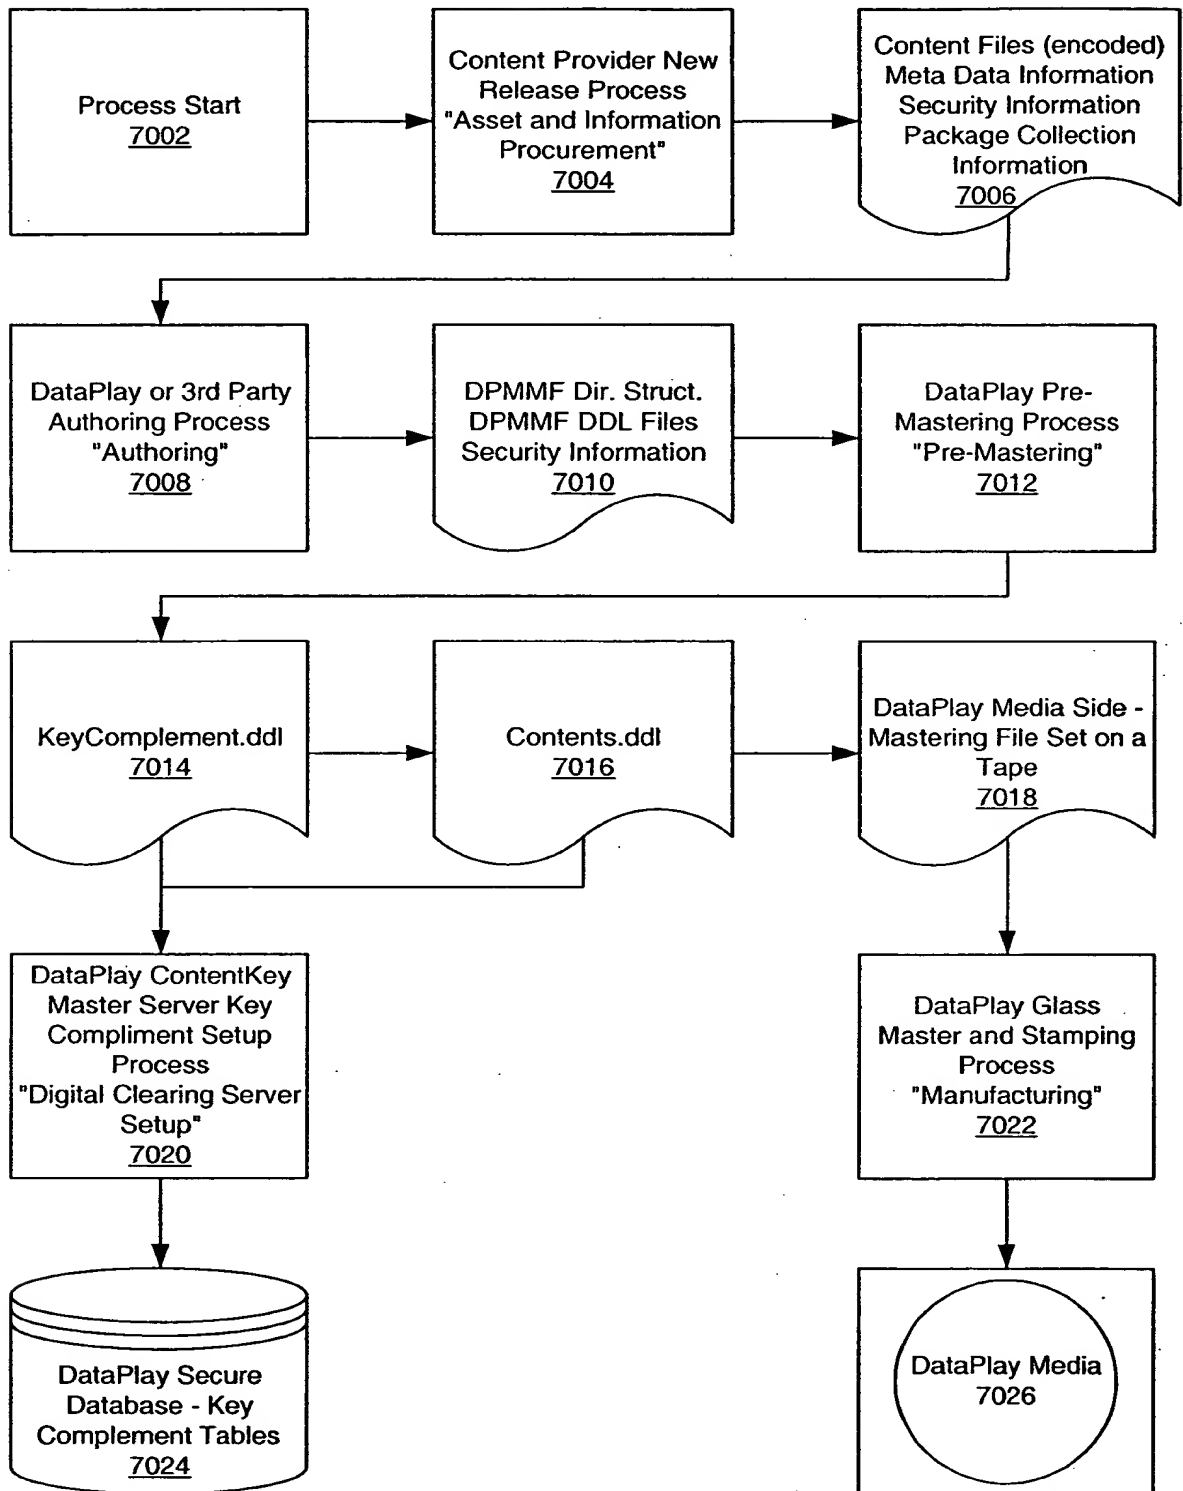 Process Start
7002
Content Provider New
Release Process
"Asset and Information
Procurement"
7004
Content Files (encoded)
Meta Data Information
Security Information
Package Collection
Information
7006
DataPlay or 3rd Party
Authoring Process
"Authoring"
7008
DPMMF Dir. Struct.
DPMMF DDL Files
Security Information
7010
DataPlay Pre-
Mastering Process
"Pre-Mastering"
7012
KeyComplement.ddl
7014
Contents.ddl
7016
DataPlay Media Side -
Mastering File Set on a
Tape
7018
DataPlay ContentKey
Master Server Key
Compliment Setup
Process
"Digital Clearing Server
Setup"
7020
DataPlay Glass
Master and Stamping
Process
"Manufacturing"
7022
DataPlay Secure
Database - Key
Complement Tables
7024
DataPlay Media
7026